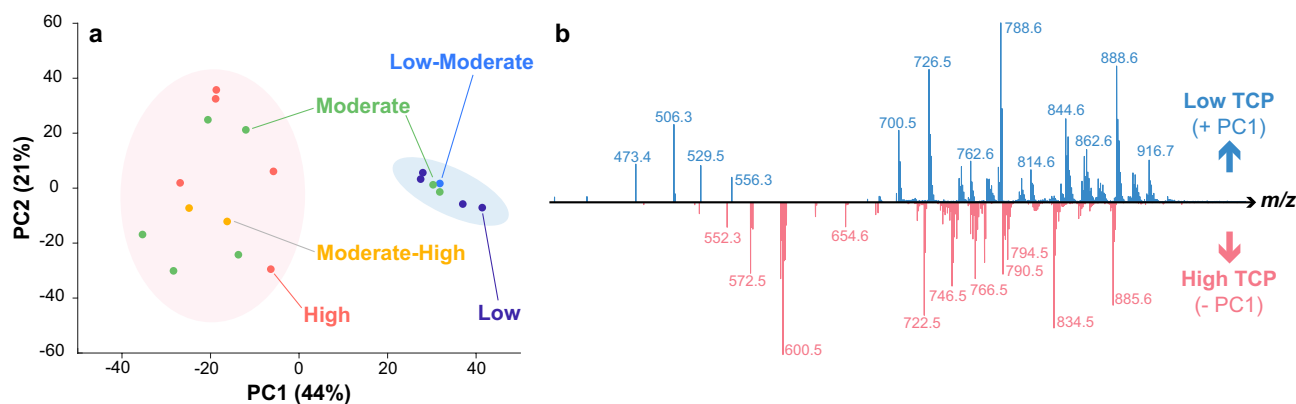 a
60
40
20
0
-20
-40
-60
PC2 (21%)
-40
-20
0
20
40
PC1 (44%)
Low-Moderate
Moderate
Moderate-High
High
Low
b
473.4
506.3
529.5
556.3
700.5
726.5
762.6
788.6
814.6
844.6
862.6
888.6
916.7
Low TCP
(+ PC1)
m/z
552.3
572.5
600.5
654.6
722.5
746.5
766.5
790.5
794.5
834.5
885.6
High TCP
(- PC1)